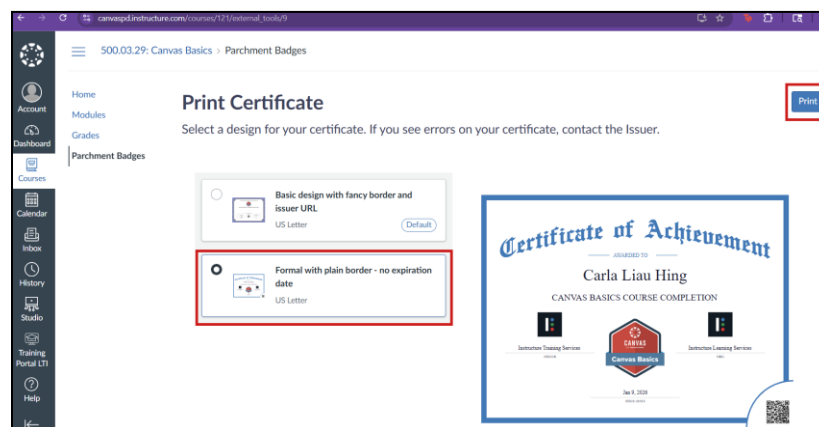 canvaspd.instructure.com/courses/121/external_tools/9
500.03.29: Canvas Basics > Parchment Badges
Account
Dashboard
Courses
Calendar
Inbox
History
Studio
Training
Portal LTI
Help
Home
Modules
Grades
Parchment Badges
Print Certificate
Print
Select a design for your certificate. If you see errors on your certificate, contact the Issuer.
Basic design with fancy border and
issuer URL
US Letter
Default
Formal with plain border - no expiration
date
US Letter
Certificate of Achievement
AWARDED TO
Carla Liau Hing
CANVAS BASICS COURSE COMPLETION
Instructure Training Services
CANVAS
Canvas Basics
Instructure Learning Services
Jan 9, 2026